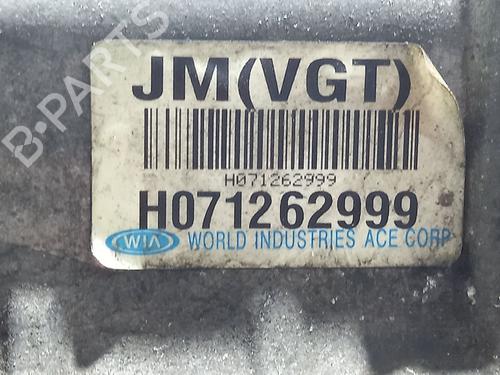 JM(VGT)
H071262999
H071262999
WIA WORLD INDUSTRIES ACE CORP
B-PARTS